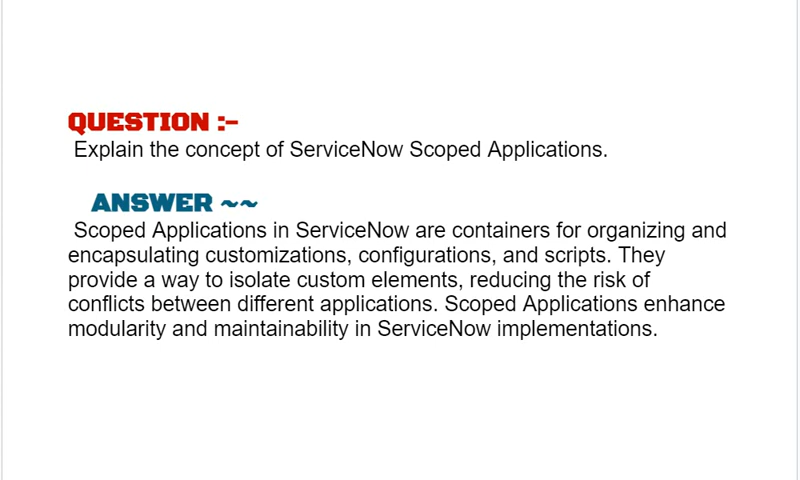 QUESTION :-
Explain the concept of ServiceNow Scoped Applications.
ANSWER ~~
Scoped Applications in ServiceNow are containers for organizing and
encapsulating customizations, configurations, and scripts. They
provide a way to isolate custom elements, reducing the risk of
conflicts between different applications. Scoped Applications enhance
modularity and maintainability in ServiceNow implementations.